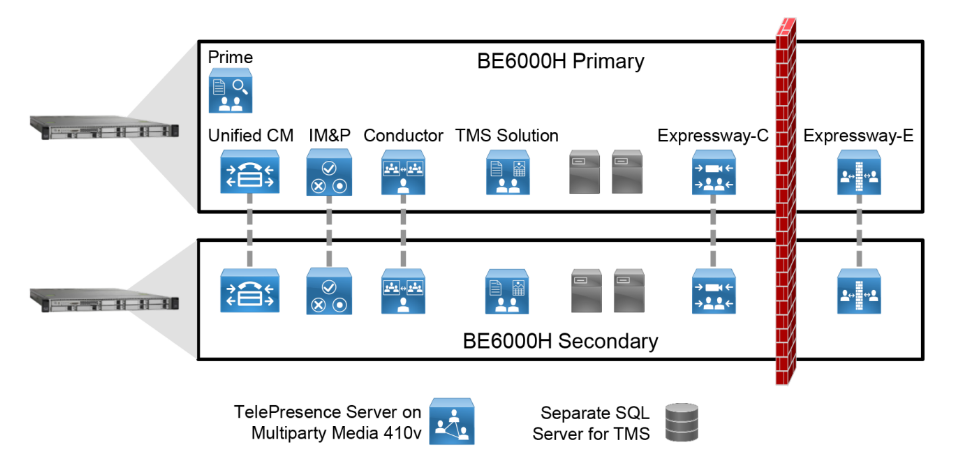 Prime
BE6000H Primary
Unified CM
IM&P
Conductor
TMS Solution
Expressway-C
Expressway-E
BE6000H Secondary
TelePresence Server on
Multiparty Media 410v
Separate SQL
Server for TMS